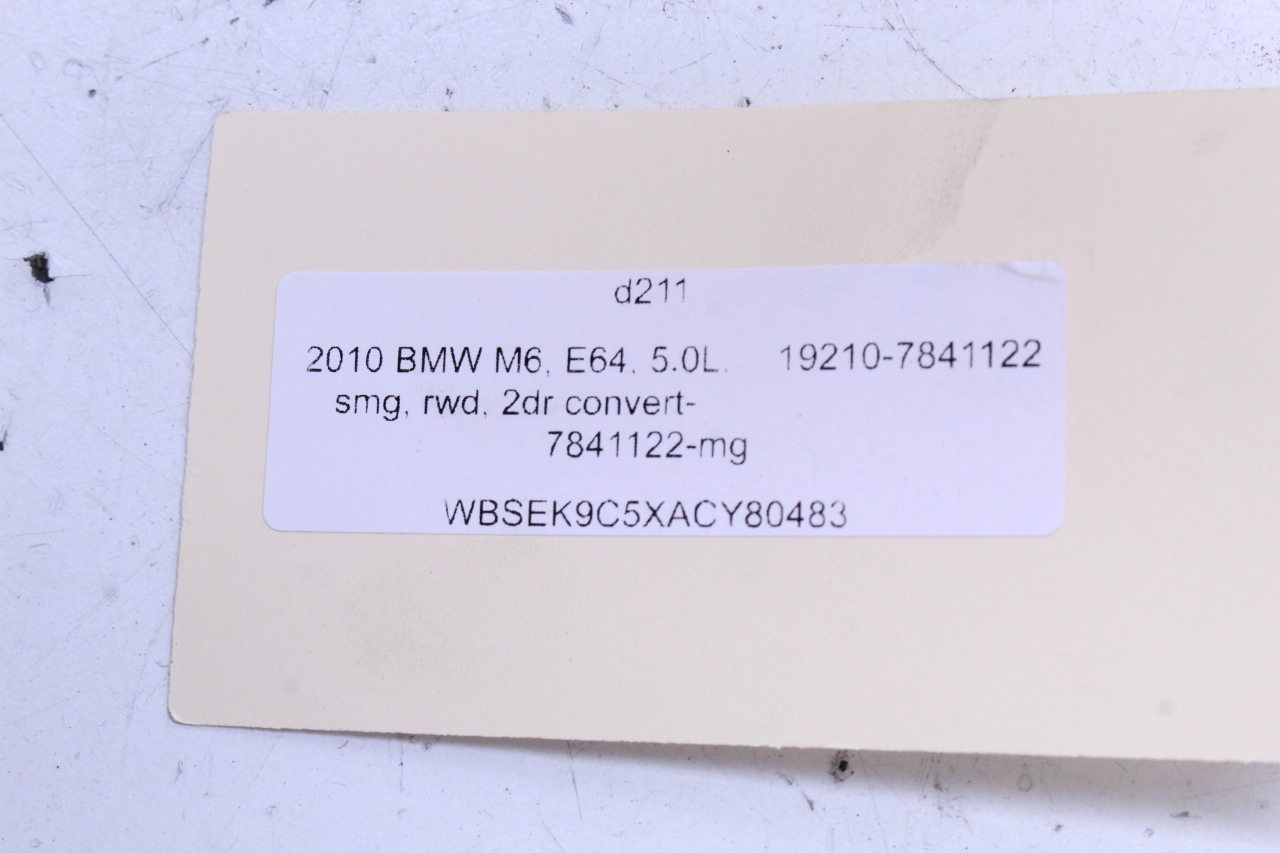 d211
2010 BMW M6, E64, 5.0L. 19210-7841122
smg, rwd, 2dr convert-
7841122-mg
WBSEK9C5XACY80483